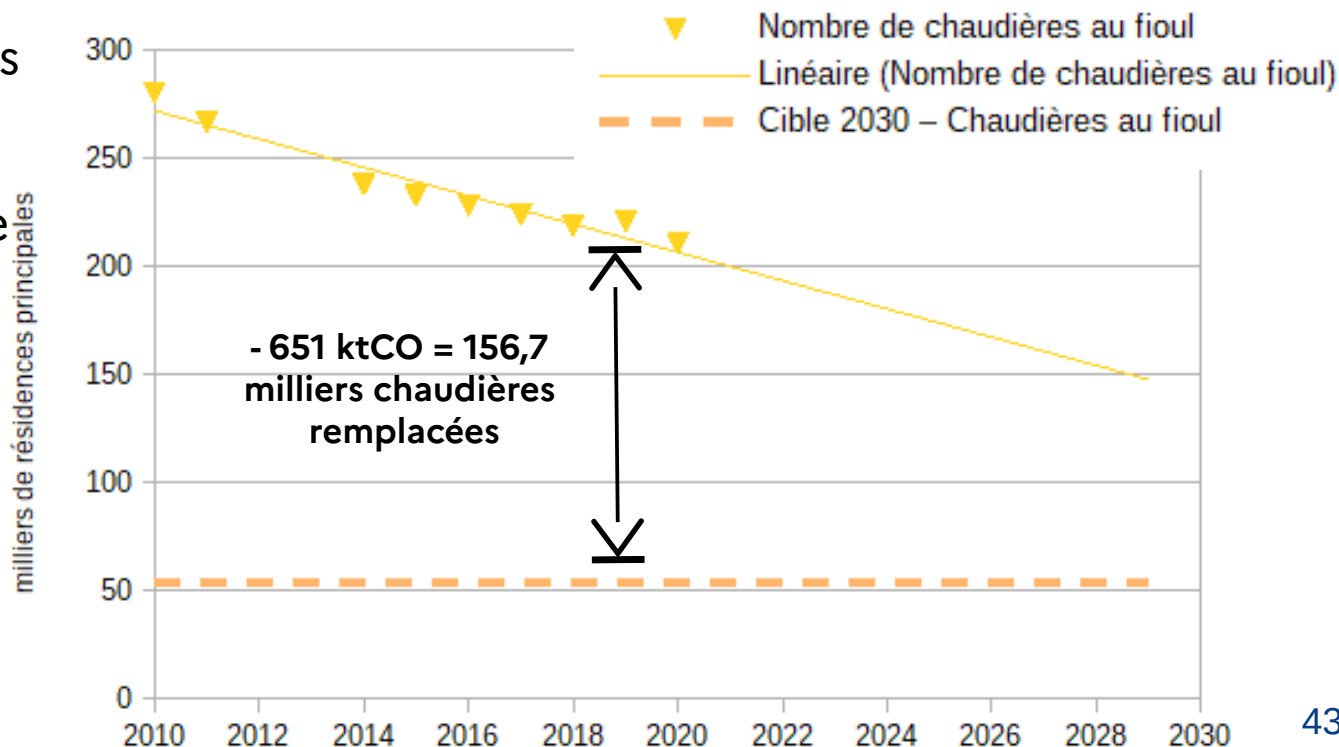 s
e
milliers de résidences principales
300
250
200
150
100
50
0
Nombre de chaudières au fioul
Linéaire (Nombre de chaudières au fioul)
Cible 2030 – Chaudières au fioul
- 651 ktCO = 156,7
milliers chaudières
remplacées
2010 2012 2014 2016 2018 2020 2022 2024 2026 2028 2030
43